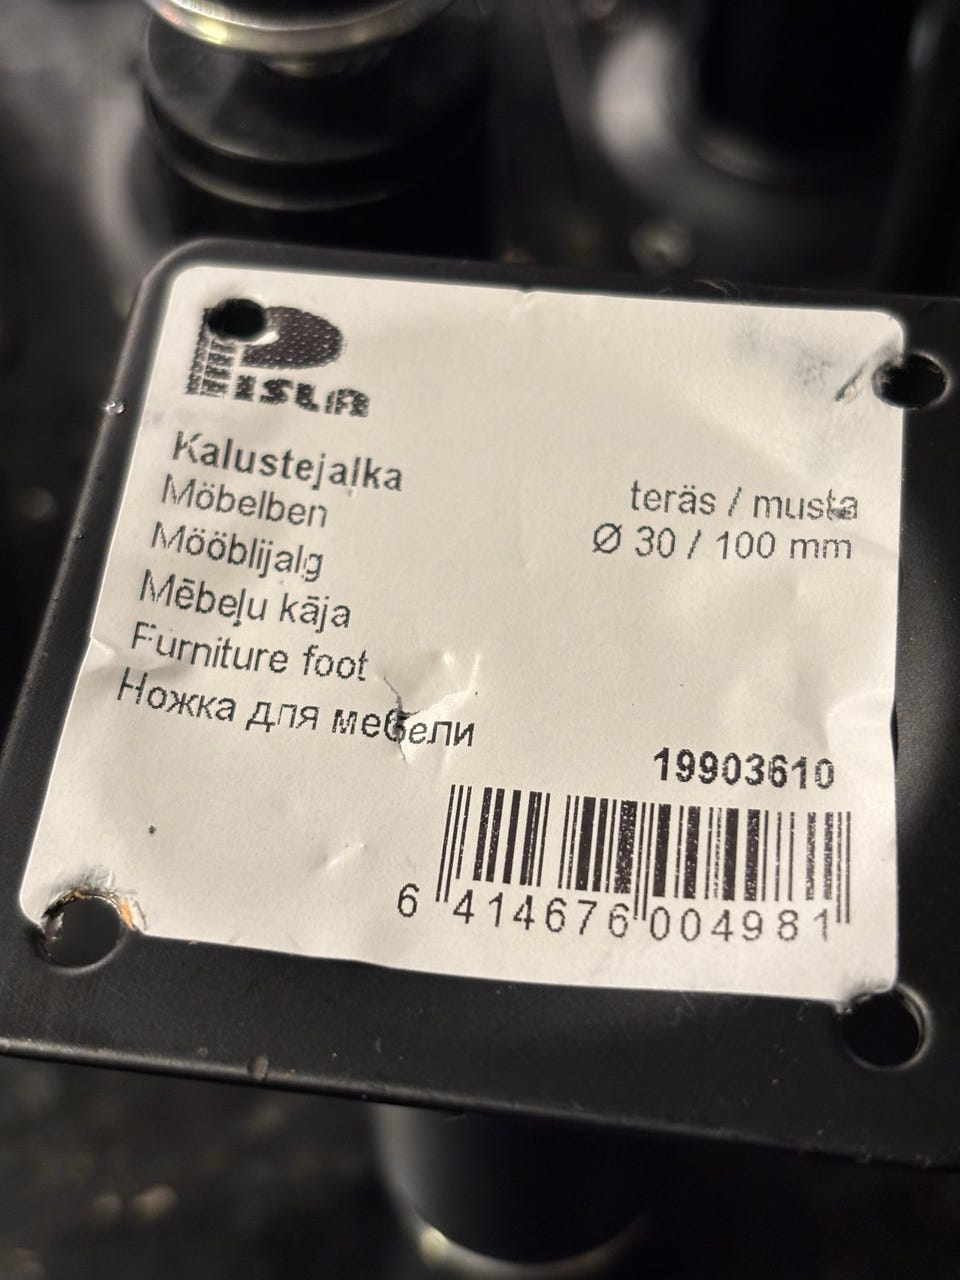 PISLA
Kalustejalka
Möbelben
Mööblijalg
Mēbeļu kāja
Furniture foot
Ножка для мебели
teräs / musta
Ø 30 / 100 mm
19903610
6 414676 004981